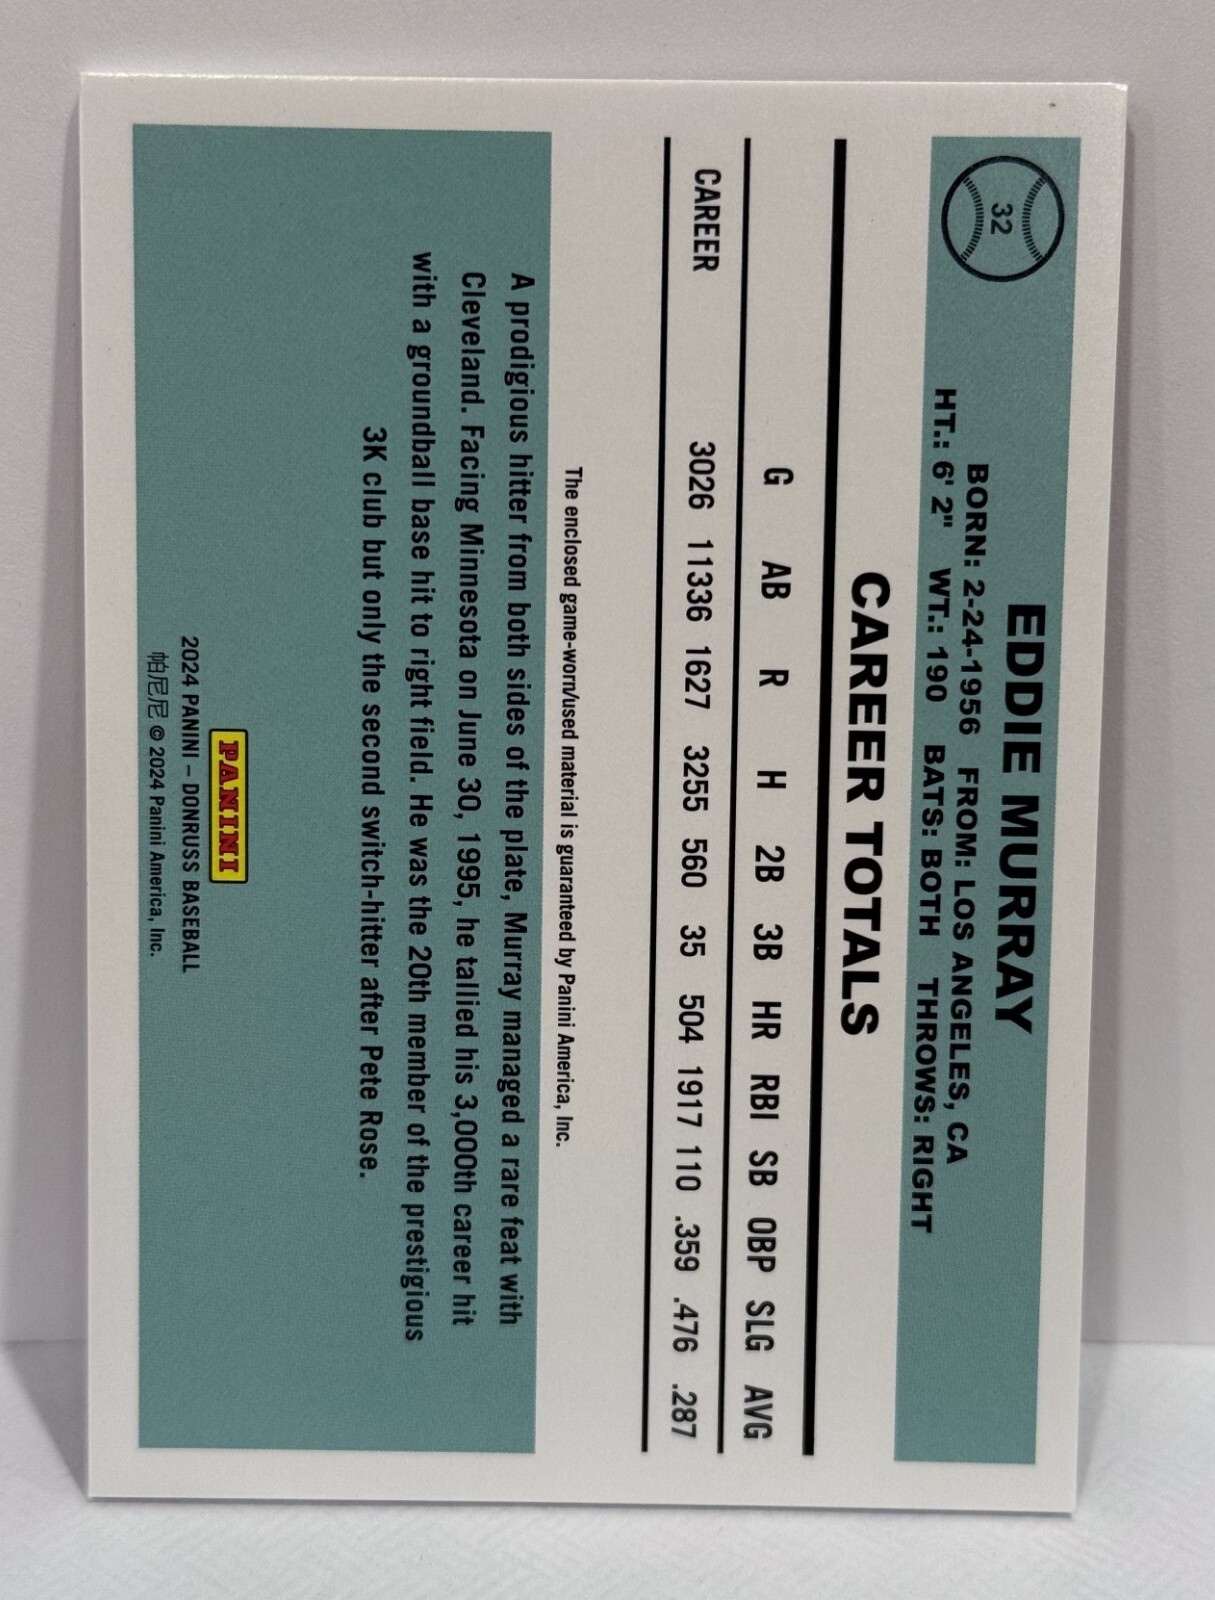 32
EDDIE MURRAY
BORN: 2-24-1956 FROM: LOS ANGELES, CA
HT.: 6' 2" WT.: 190 BATS: BOTH THROWS: RIGHT
CAREER TOTALS
G AB R H 2B 3B HR RBI SB OBP SLG AVG
CAREER 3026 11336 1627 3255 560 35 504 1917 110 .359 .476 .287
The enclosed game-worn/used material is guaranteed by Panini America, Inc.
A prodigious hitter from both sides of the plate, Murray managed a rare feat with
Cleveland. Facing Minnesota on June 30, 1995, he tallied his 3,000th career hit
with a groundball base hit to right field. He was the 20th member of the prestigious
3K club but only the second switch-hitter after Pete Rose.
PANINI
2024 PANINI – DONRUSS BASEBALL
帕尼尼 © 2024 Panini America, Inc.